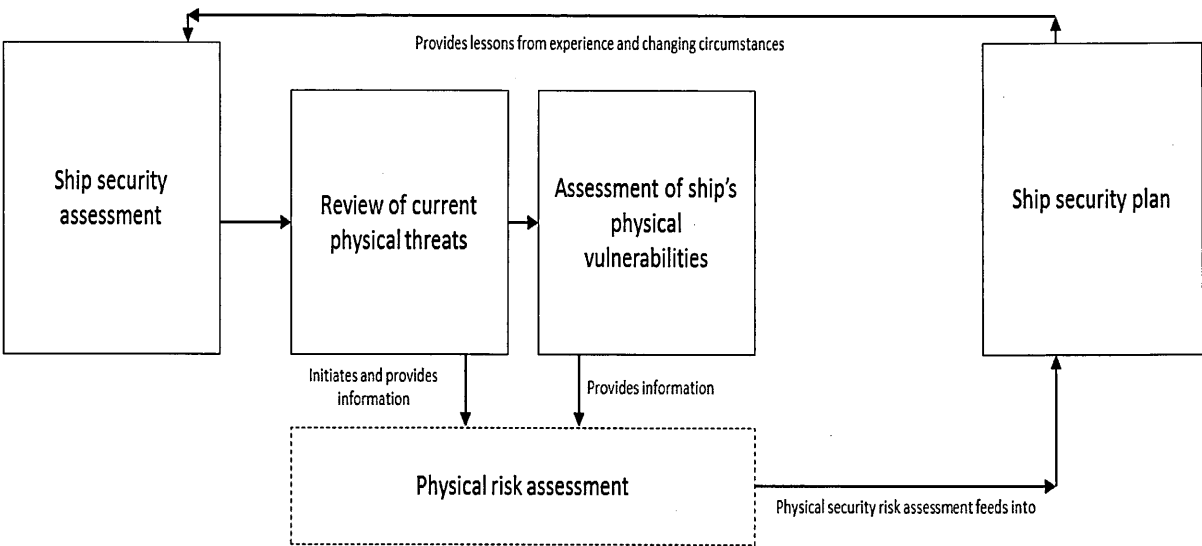 Provides lessons from experience and changing circumstances
Ship security
assessment
Review of current
physical threats
Assessment of ship's
physical
vulnerabilities
Ship security plan
Initiates and provides
information
Provides information
Physical risk assessment
Physical security risk assessment feeds into